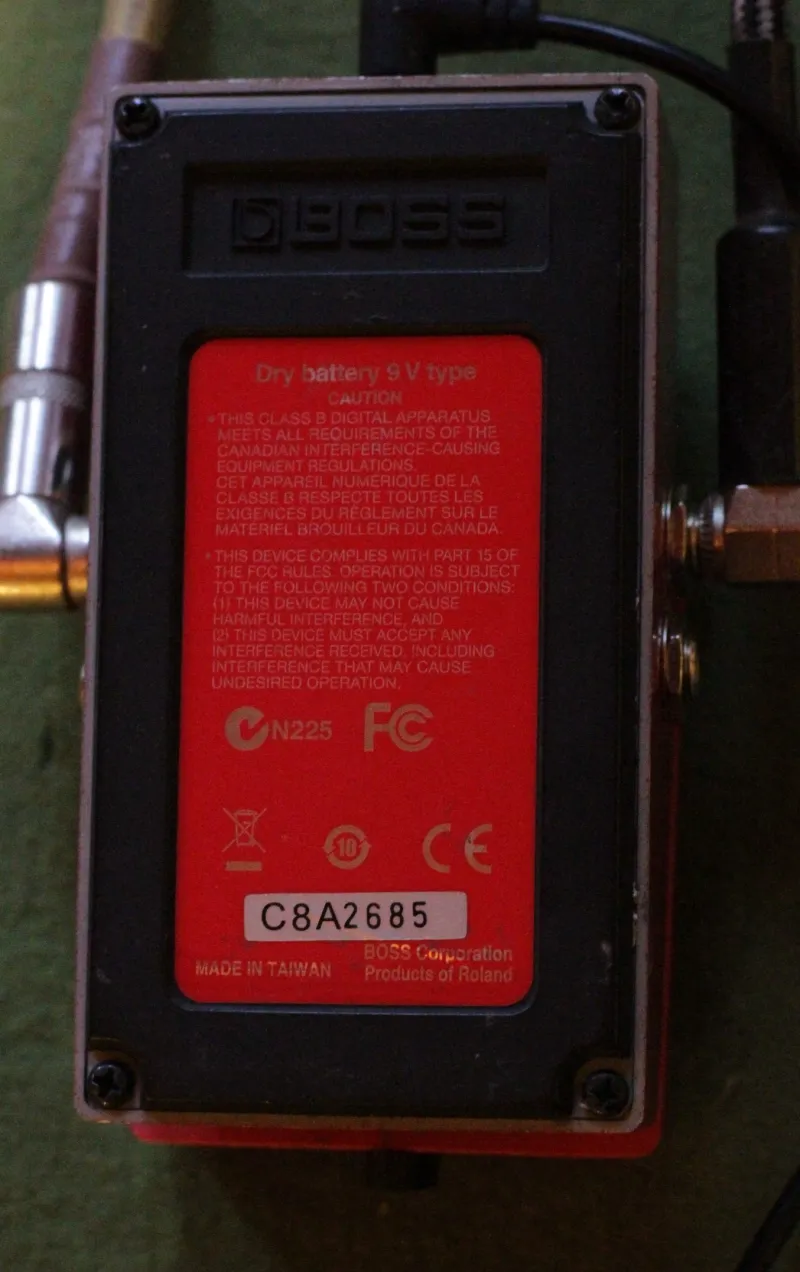 BOSS
Dry battery 9 V type
CAUTION
* THIS CLASS B DIGITAL APPARATUS
MEETS ALL REQUIREMENTS OF THE
CANADIAN INTERFERENCE-CAUSING
EQUIPMENT REGULATIONS.
CET APPAREIL NUMÉRIQUE DE LA
CLASSE B RESPECTE TOUTES LES
EXIGENCES DU RÈGLEMENT SUR LE
MATÉRIEL BROUILLEUR DU CANADA.
* THIS DEVICE COMPLIES WITH PART 15 OF
THE FCC RULES. OPERATION IS SUBJECT
TO THE FOLLOWING TWO CONDITIONS:
(1) THIS DEVICE MAY NOT CAUSE
HARMFUL INTERFERENCE, AND
(2) THIS DEVICE MUST ACCEPT ANY
INTERFERENCE RECEIVED, INCLUDING
INTERFERENCE THAT MAY CAUSE
UNDESIRED OPERATION.
N225 FC
10 CE
C8A2685
BOSS Corporation
MADE IN TAIWAN Products of Roland